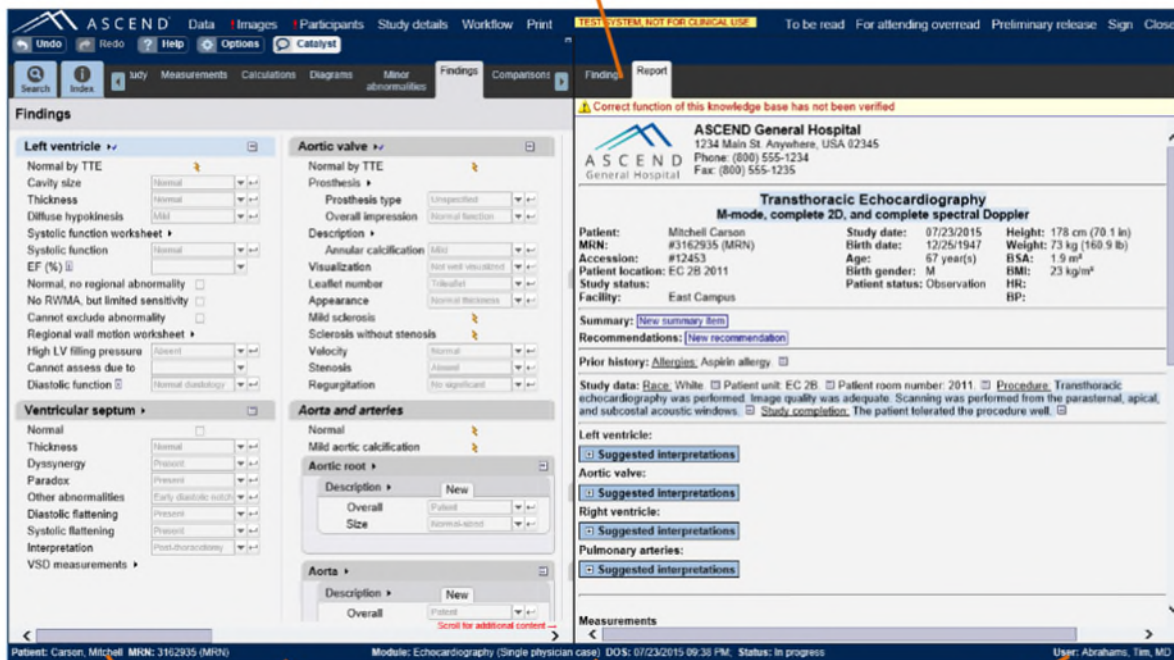 ASCEND Data !Images !Participants Study details Workflow Print TEST SYSTEM, NOT FOR CLINICAL USE To be read For attending overread Preliminary release Sign Close
Undo Redo ? Help Options Catalyst
Search Index udy Measurements Calculations Diagrams Minor abnormalities Findings Comparisons
Findings Report
Correct function of this knowledge base has not been verified
Findings
Left ventricle
Normal by TTE
Cavity size Normal
Thickness Normal
Diffuse hypokinesis Mild
Systolic function worksheet
Systolic function Normal
EF (%)
Normal, no regional abnormality
No RWMA, but limited sensitivity
Cannot exclude abnormality
Regional wall motion worksheet
High LV filling pressure Absent
Cannot assess due to
Diastolic function Normal diastology
Ventricular septum
Normal
Thickness Normal
Dyssynergy Present
Paradox Present
Other abnormalities Early diastolic notch
Diastolic flattening Present
Systolic flattening Present
Interpretation Post-thoracotomy
VSD measurements
Aortic valve
Normal by TTE
Prosthesis
Prosthesis type Unspecified
Overall impression Normal function
Description
Annular calcification Mild
Visualization Not well visualized
Leaflet number Trileaflet
Appearance Normal thickness
Mild sclerosis
Sclerosis without stenosis
Velocity Normal
Stenosis Absent
Regurgitation No significant
Aorta and arteries
Normal
Mild aortic calcification
Aortic root
Description New
Overall Patent
Size Normal-sized
Aorta
Description New
Overall Patent
Scroll for additional content
ASCEND
General Hospital
ASCEND General Hospital
1234 Main St. Anywhere, USA 02345
Phone: (800) 555-1234
Fax: (800) 555-1235
Transthoracic Echocardiography
M-mode, complete 2D, and complete spectral Doppler
Patient: Mitchell Carson Study date: 07/23/2015 Height: 178 cm (70.1 in)
MRN: #3162935 (MRN) Birth date: 12/25/1947 Weight: 73 kg (160.9 lb)
Accession: #12453 Age: 67 year(s) BSA: 1.9 m²
Patient location: EC 2B 2011 Birth gender: M BMI: 23 kg/m²
Study status: Patient status: Observation HR:
Facility: East Campus BP:
Summary: New summary item
Recommendations: New recommendation
Prior history: Allergies: Aspirin allergy.
Study data: Race: White. Patient unit: EC 2B. Patient room number: 2011. Procedure: Transthoracic
echocardiography was performed. Image quality was adequate. Scanning was performed from the parasternal, apical,
and subcostal acoustic windows. Study completion: The patient tolerated the procedure well.
Left ventricle:
Suggested interpretations
Aortic valve:
Suggested interpretations
Right ventricle:
Suggested interpretations
Pulmonary arteries:
Suggested interpretations
Measurements
Patient: Carson, Mitchell MRN: 3162935 (MRN) Module: Echocardiography (Single physician case) DOS: 07/23/2015 09:38 PM; Status: In progress User: Abrahams, Tim, MD